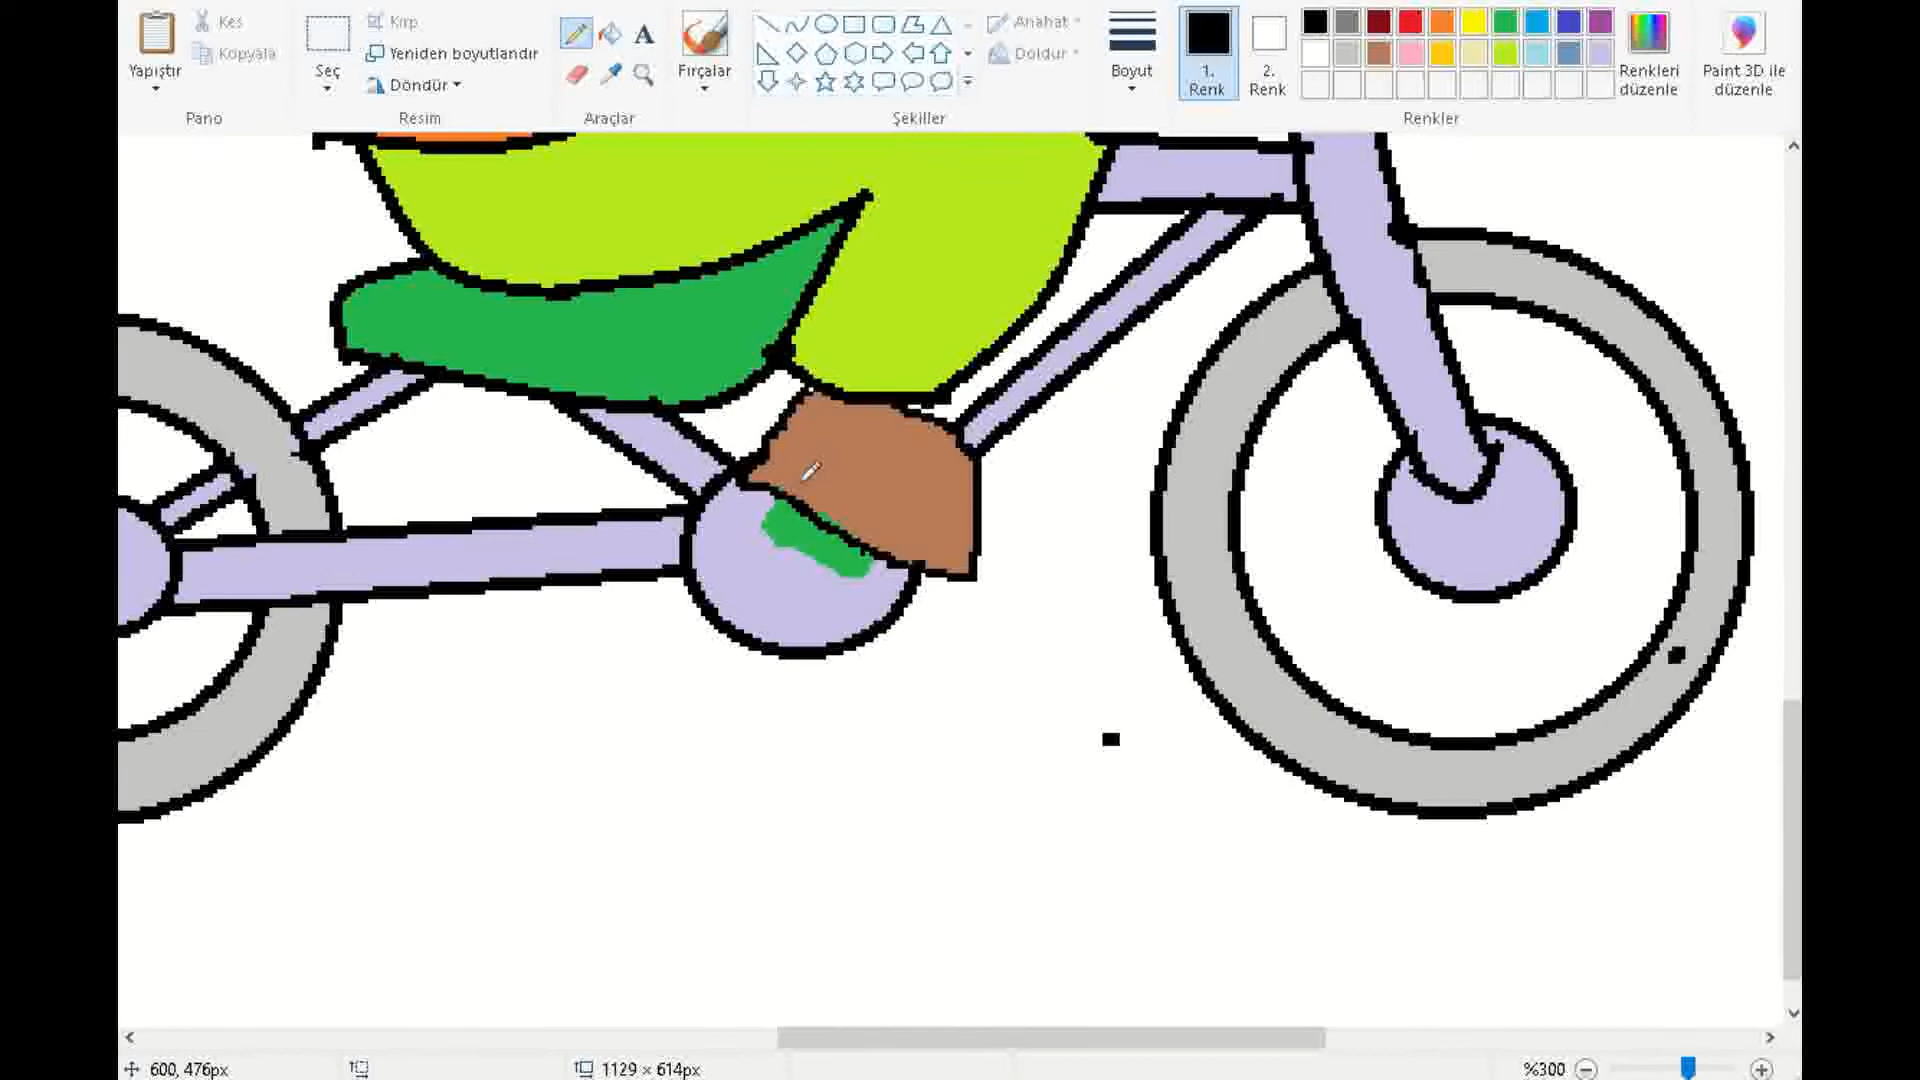 Kes
Kopyala
Yapıştır
Pano
Seç
Kırp
Yeniden boyutlandır
Döndür
Resim
A
Araçlar
Fırçalar
Şekiller
Anahat
Doldur
Boyut
1.
Renk
2.
Renk
Renkleri
düzenle
Paint 3D ile
düzenle
Renkler
600, 476px
1129 × 614px
%300